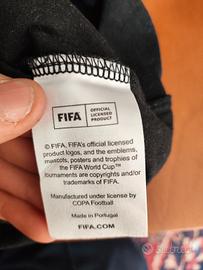 FIFA
OFFICIAL
LICENSED
PRODUCT
© FIFA, FIFA's official licensed
product logos, and the emblems,
mascots, posters and trophies of
the FIFA World Cup™
tournaments are copyrights and/or
trademarks of FIFA.
Manufactured under license by
COPA Football
Made in Portugal
FIFA.COM